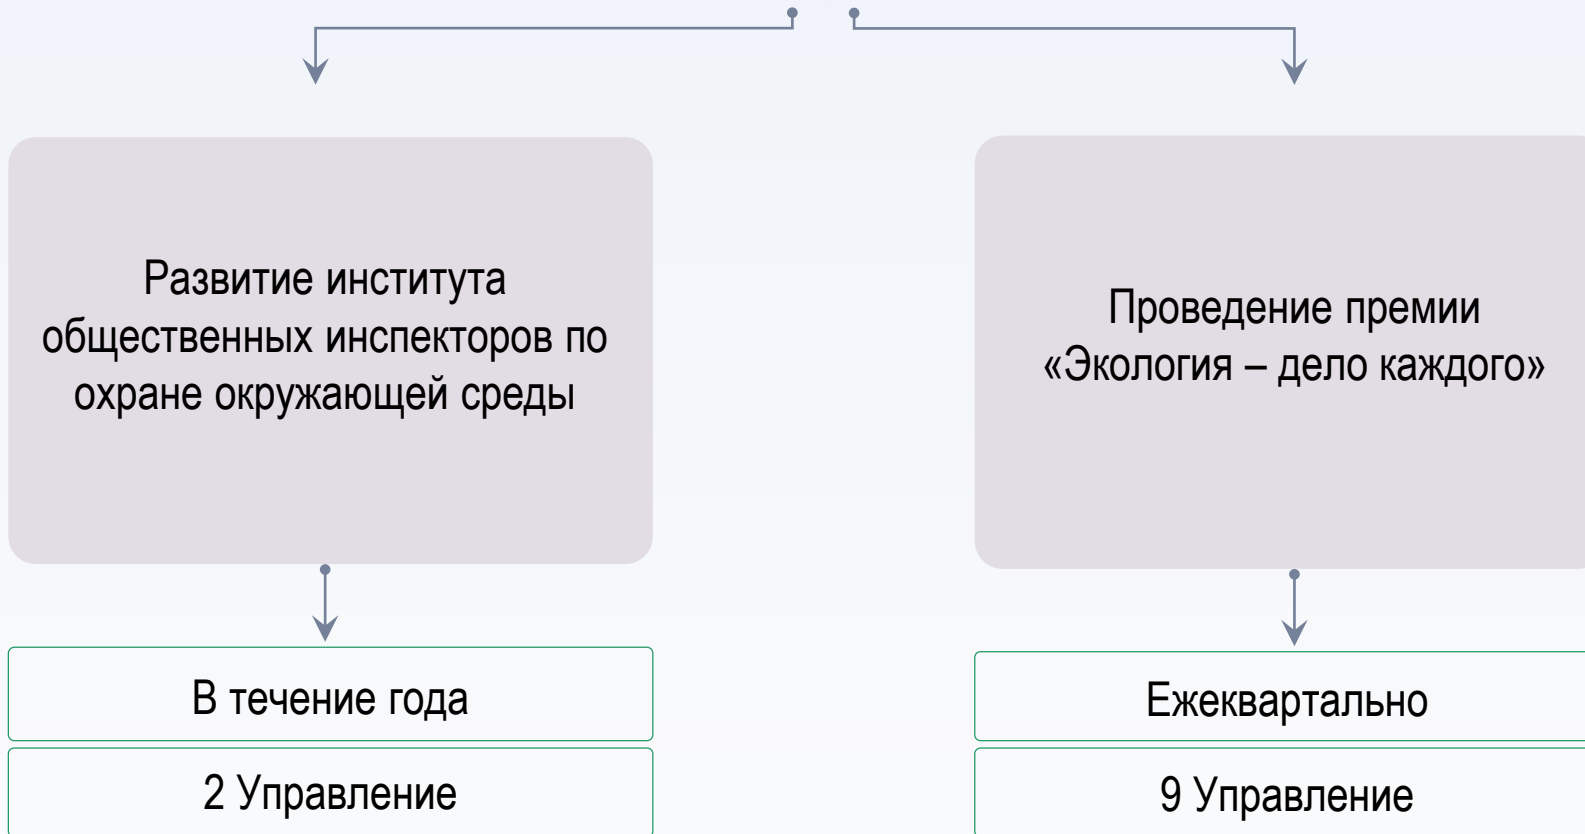 Развитие института
общественных инспекторов по
охране окружающей среды
В течение года
2 Управление
Проведение премии
«Экология – дело каждого»
Ежеквартально
9 Управление